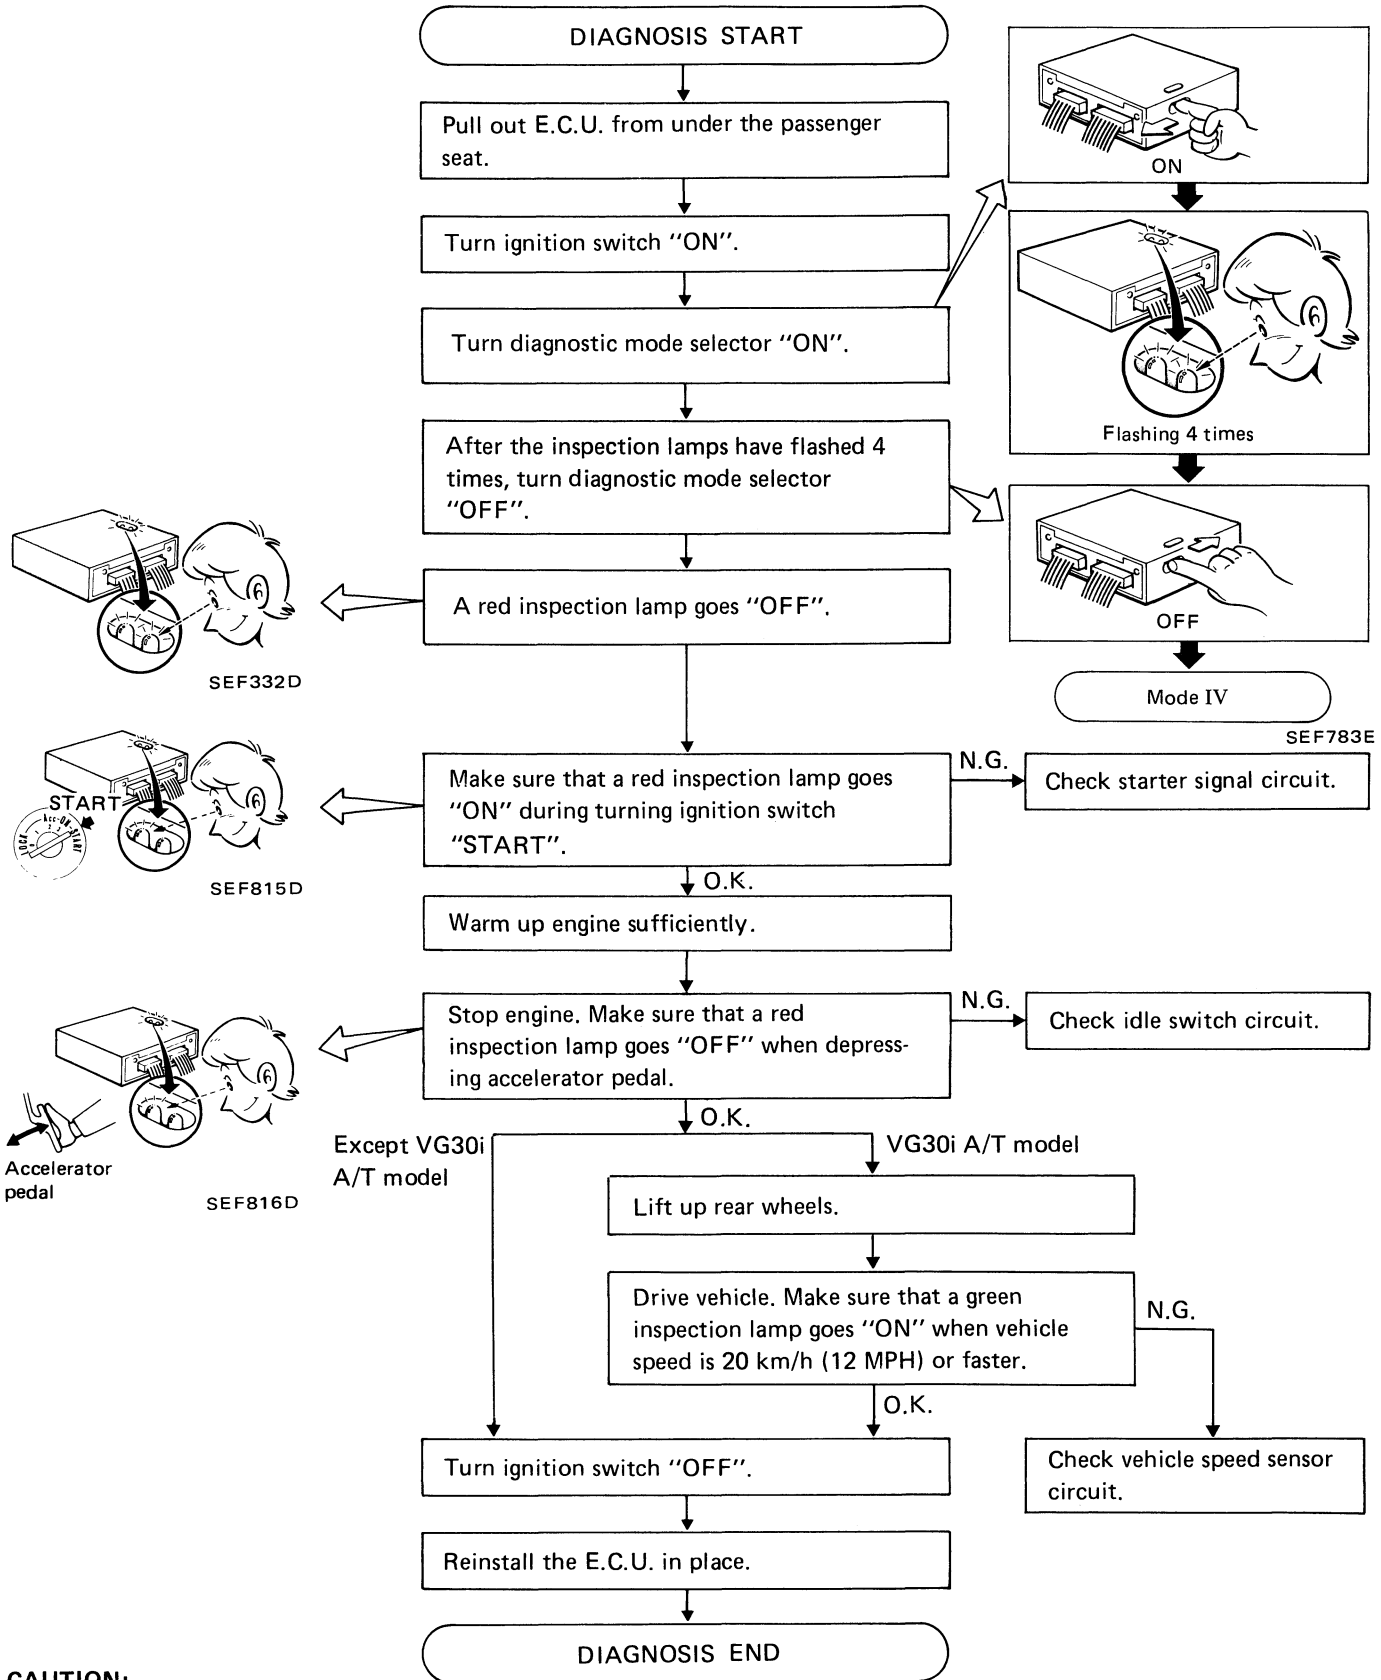 DIAGNOSIS START
Pull out E.C.U. from under the passenger
seat.
Turn ignition switch "ON".
Turn diagnostic mode selector "ON".
After the inspection lamps have flashed 4
times, turn diagnostic mode selector
"OFF".
ON
Flashing 4 times
OFF
Mode IV
SEF783E
A red inspection lamp goes "OFF".
SEF332D
Make sure that a red inspection lamp goes
"ON" during turning ignition switch
"START".
N.G.
Check starter signal circuit.
START
LOCK
Acc-ON-START
SEF815D
O.K.
Warm up engine sufficiently.
Stop engine. Make sure that a red
inspection lamp goes "OFF" when depress-
ing accelerator pedal.
N.G.
Check idle switch circuit.
Accelerator
pedal
SEF816D
O.K.
Except VG30i
A/T model
VG30i A/T model
Lift up rear wheels.
Drive vehicle. Make sure that a green
inspection lamp goes "ON" when vehicle
speed is 20 km/h (12 MPH) or faster.
N.G.
O.K.
Turn ignition switch "OFF".
Check vehicle speed sensor
circuit.
Reinstall the E.C.U. in place.
DIAGNOSIS END
CAUTION: